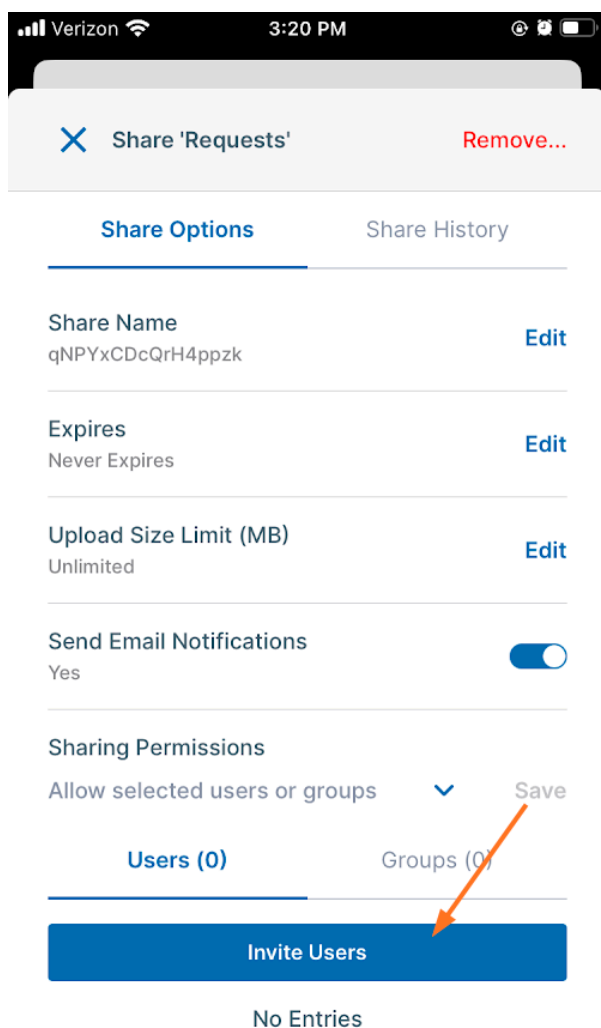 Verizon 3:20 PM
Share 'Requests' Remove...
Share Options Share History
Share Name
qNPYxCDcQrH4ppzk
Edit
Expires
Never Expires
Edit
Upload Size Limit (MB)
Unlimited
Edit
Send Email Notifications
Yes
Sharing Permissions
Allow selected users or groups Save
Users (0) Groups (0)
Invite Users
No Entries